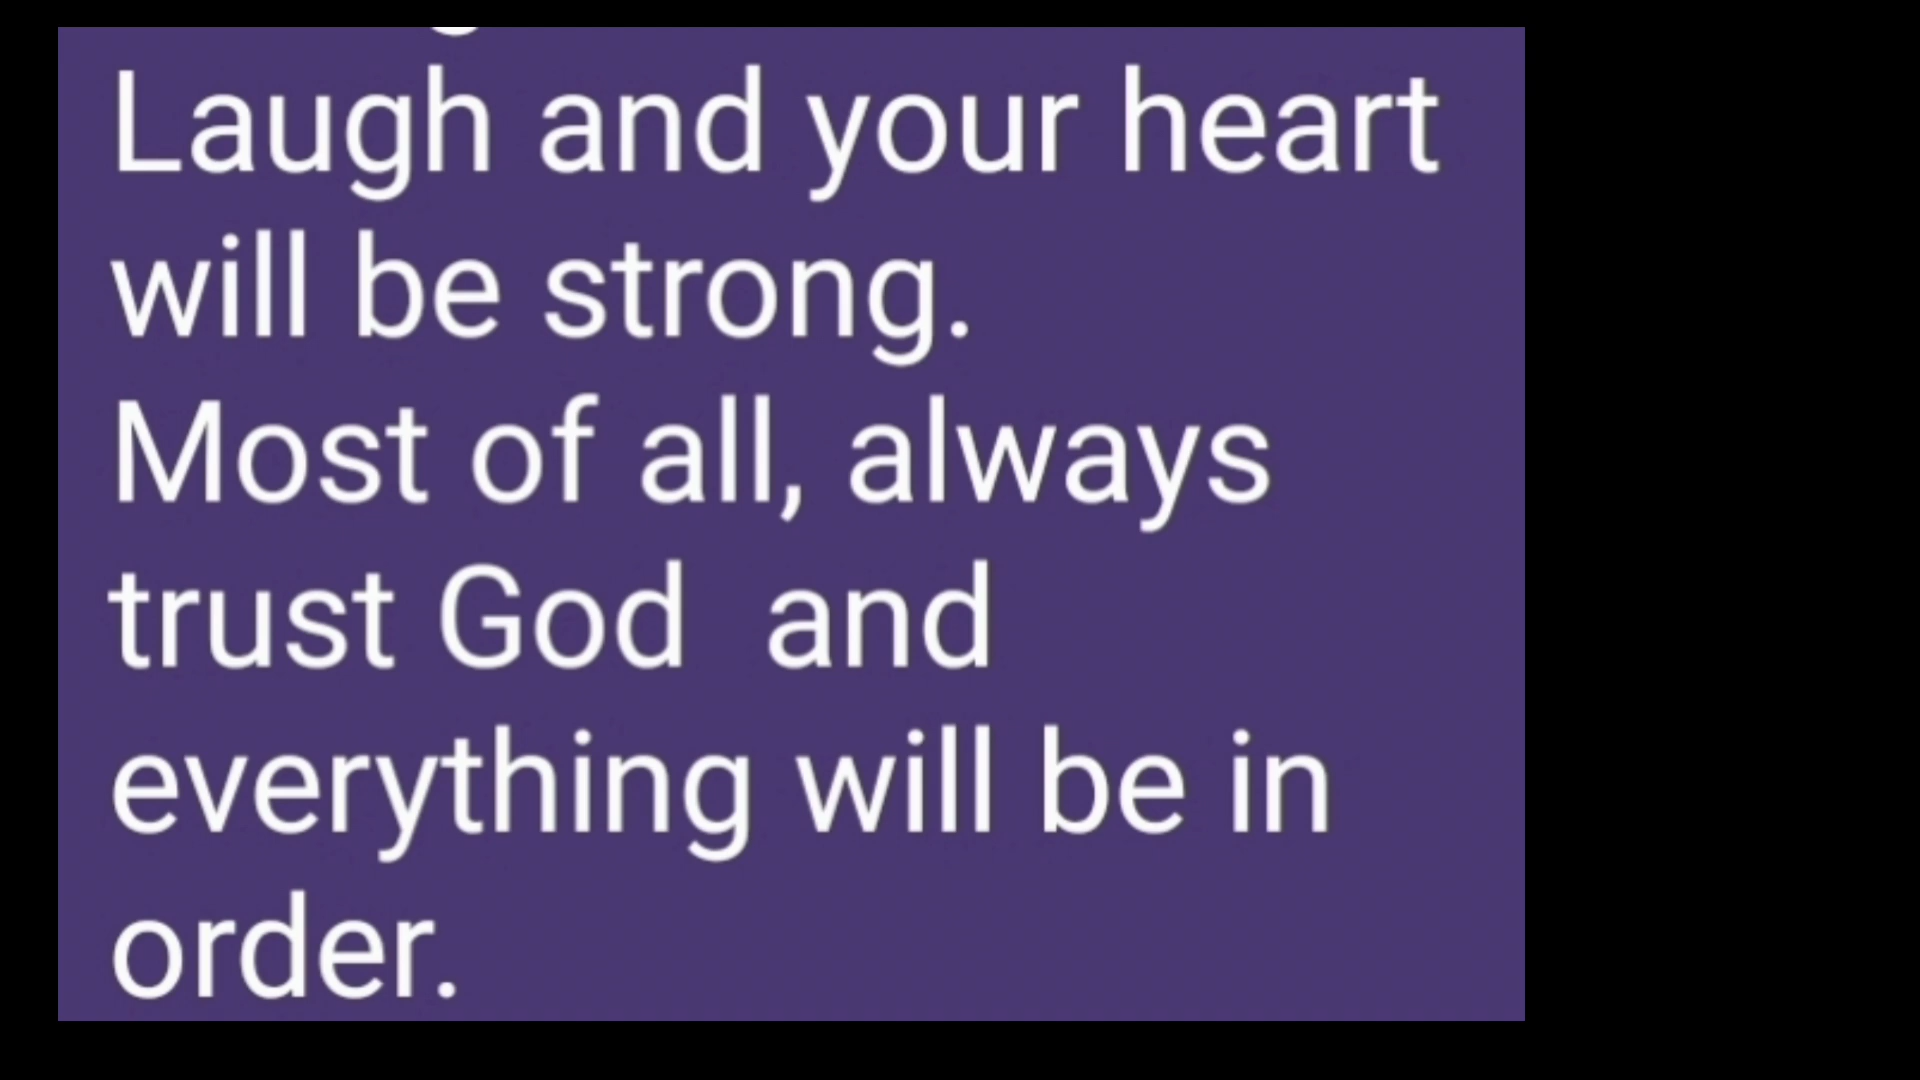 Laugh and your heart
will be strong.
Most of all, always
trust God  and
everything will be in
order.